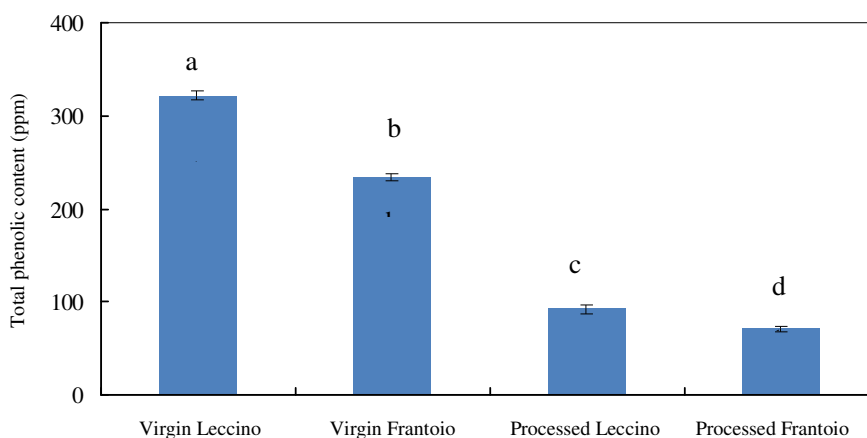 Total phenolic content (ppm)
400
300
200
100
0
a
b
c
d
Virgin Leccino
Virgin Frantoio
Processed Leccino
Processed Frantoio